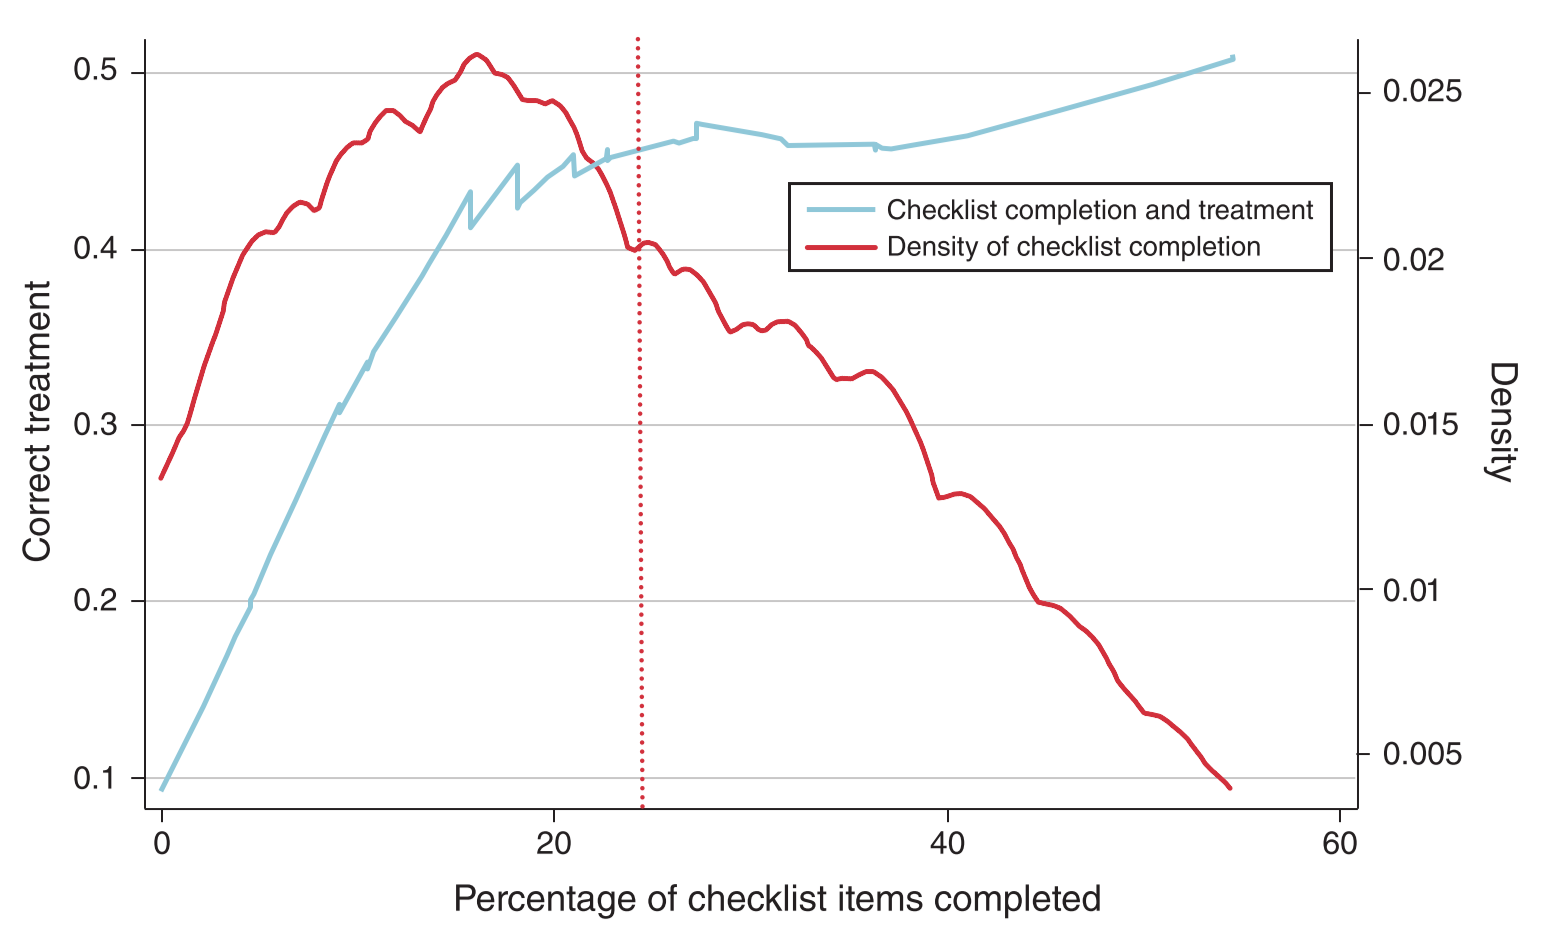 0.5
0.4
0.3
0.2
0.1
Correct treatment
0.025
0.02
0.015
0.01
0.005
Density
Checklist completion and treatment
Density of checklist completion
0 20 40 60
Percentage of checklist items completed